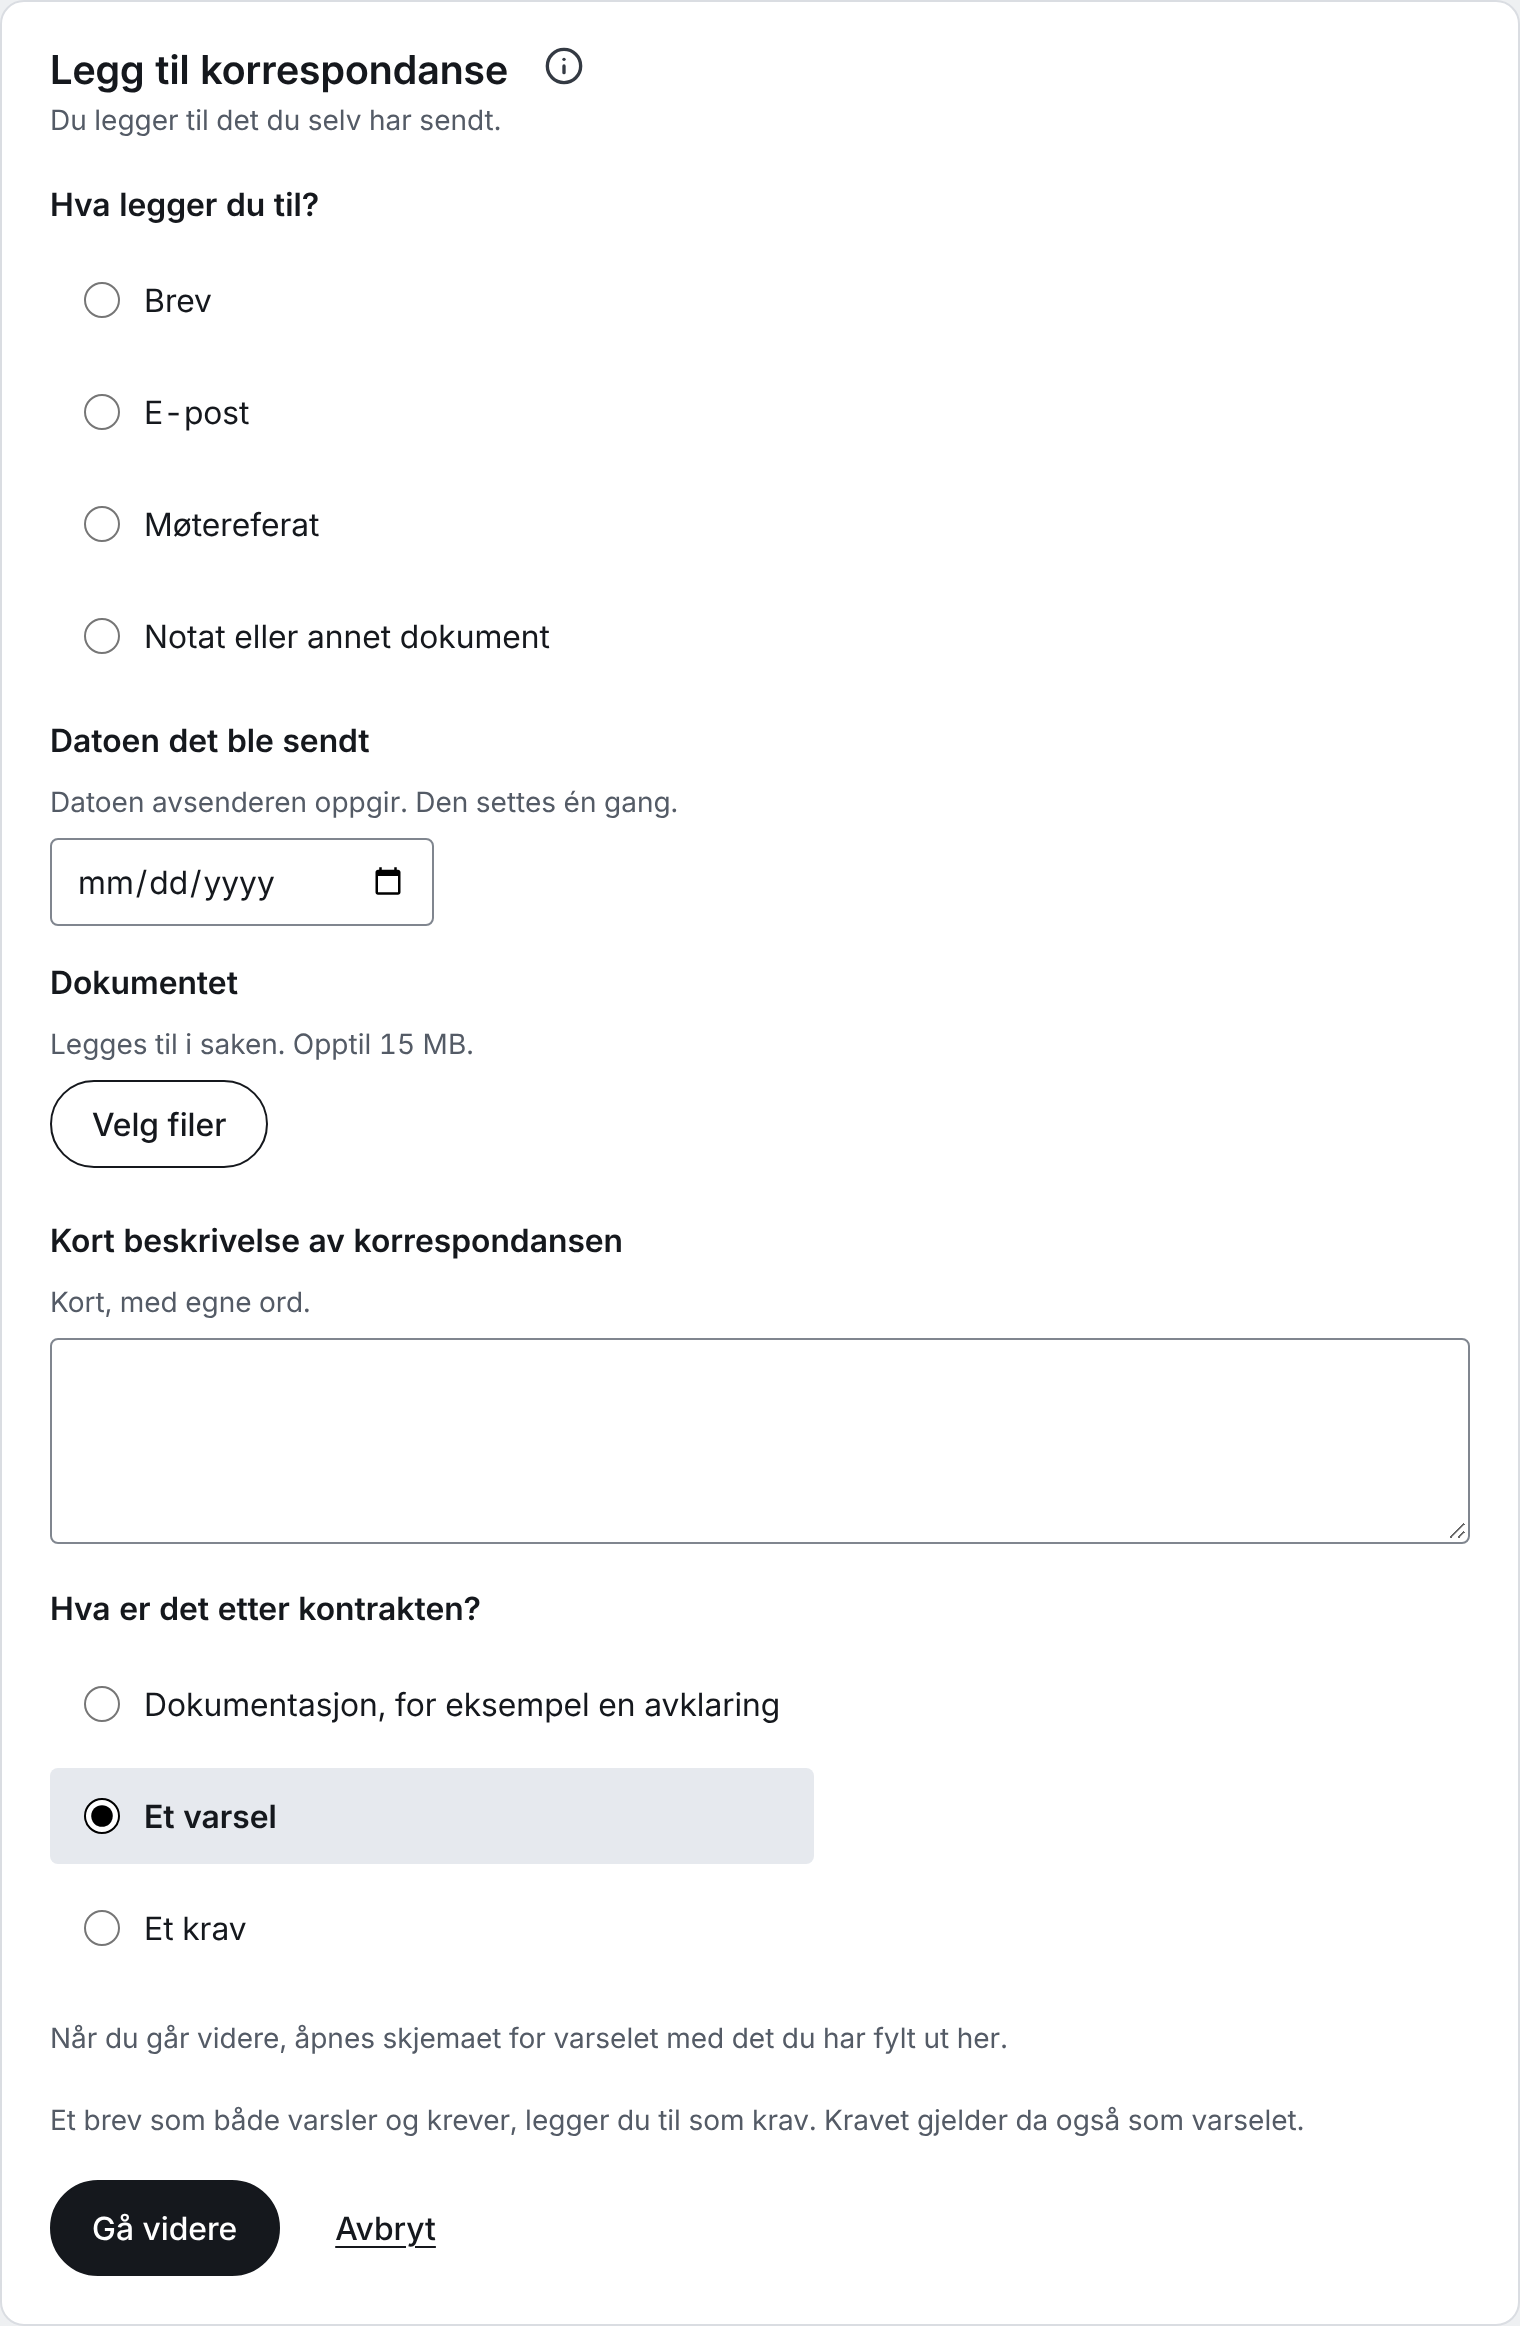 Legg til korrespondanse
Du legger til det du selv har sendt.
Hva legger du til?
Brev
E-post
Møtereferat
Notat eller annet dokument
Datoen det ble sendt
Datoen avsenderen oppgir. Den settes én gang.
mm/dd/yyyy
Dokumentet
Legges til i saken. Opptil 15 MB.
Velg filer
Kort beskrivelse av korrespondansen
Kort, med egne ord.
Hva er det etter kontrakten?
Dokumentasjon, for eksempel en avklaring
Et varsel
Et krav
Når du går videre, åpnes skjemaet for varselet med det du har fylt ut her.
Et brev som både varsler og krever, legger du til som krav. Kravet gjelder da også som varselet.
Gå videre Avbryt